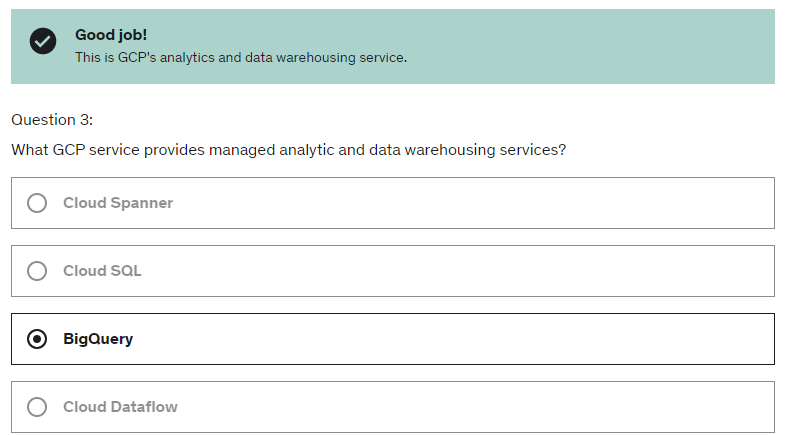 Good job!
This is GCP's analytics and data warehousing service.
Question 3:
What GCP service provides managed analytic and data warehousing services?
Cloud Spanner
Cloud SQL
BigQuery
Cloud Dataflow